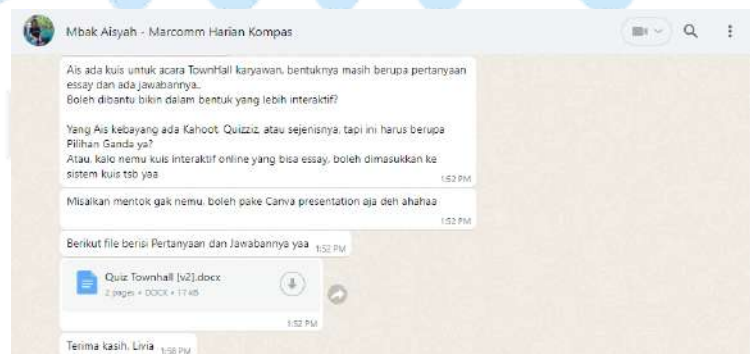 Mbak Aisyah - Marcomm Harian Kompas
Ais ada kuis untuk acara TownHall karyawan, bentuknya masih berupa pertanyaan
essay dan ada jawabannya..
Boleh dibantu bikin dalam bentuk yang lebih interaktif?
Yang Ais kebayang ada Kahoot, Quizziz, atau sejenisnya, tapi ini harus berupa
Pilihan Ganda ya?
Atau, kalo nemu kuis interaktif online yang bisa essay, boleh dimasukkan ke
sistem kuis tsb yaa
1:52 PM
Misalkan mentok gak nemu, boleh pake Canva presentation aja deh ahahaa
1:52 PM
Berikut file berisi Pertanyaan dan Jawabannya yaa 1:52 PM
Quiz Townhall [v2].docx
2 pages • DOCX • 17 kB
1:52 PM
Terima kasih, Livia 1:58 PM